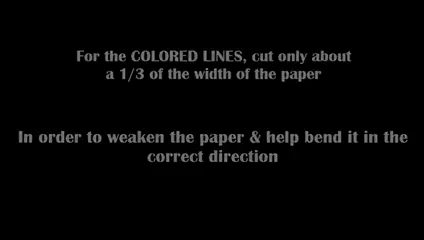 For the COLORED LINES, cut only about
a 1/3 of the width of the paper
In order to weaken the paper & help bend it in the
correct direction